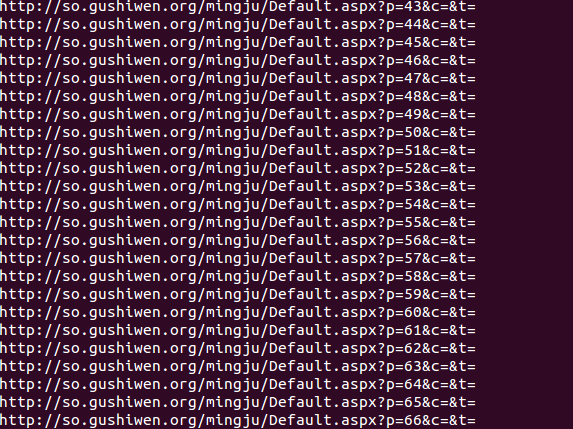 http://so.gushiwen.org/mingju/Default.aspx?p=43&c=&t=
http://so.gushiwen.org/mingju/Default.aspx?p=44&c=&t=
http://so.gushiwen.org/mingju/Default.aspx?p=45&c=&t=
http://so.gushiwen.org/mingju/Default.aspx?p=46&c=&t=
http://so.gushiwen.org/mingju/Default.aspx?p=47&c=&t=
http://so.gushiwen.org/mingju/Default.aspx?p=48&c=&t=
http://so.gushiwen.org/mingju/Default.aspx?p=49&c=&t=
http://so.gushiwen.org/mingju/Default.aspx?p=50&c=&t=
http://so.gushiwen.org/mingju/Default.aspx?p=51&c=&t=
http://so.gushiwen.org/mingju/Default.aspx?p=52&c=&t=
http://so.gushiwen.org/mingju/Default.aspx?p=53&c=&t=
http://so.gushiwen.org/mingju/Default.aspx?p=54&c=&t=
http://so.gushiwen.org/mingju/Default.aspx?p=55&c=&t=
http://so.gushiwen.org/mingju/Default.aspx?p=56&c=&t=
http://so.gushiwen.org/mingju/Default.aspx?p=57&c=&t=
http://so.gushiwen.org/mingju/Default.aspx?p=58&c=&t=
http://so.gushiwen.org/mingju/Default.aspx?p=59&c=&t=
http://so.gushiwen.org/mingju/Default.aspx?p=60&c=&t=
http://so.gushiwen.org/mingju/Default.aspx?p=61&c=&t=
http://so.gushiwen.org/mingju/Default.aspx?p=62&c=&t=
http://so.gushiwen.org/mingju/Default.aspx?p=63&c=&t=
http://so.gushiwen.org/mingju/Default.aspx?p=64&c=&t=
http://so.gushiwen.org/mingju/Default.aspx?p=65&c=&t=
http://so.gushiwen.org/mingju/Default.aspx?p=66&c=&t=